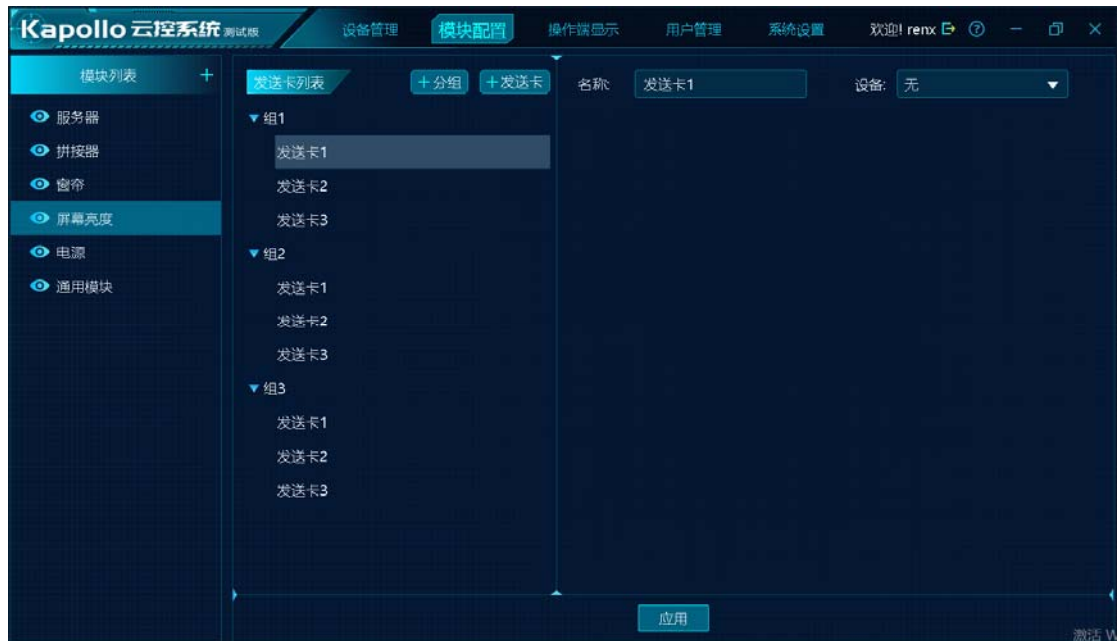 Kapollo 云控系统 测试版 设备管理 模块配置 操作端显示 用户管理 系统设置 欢迎! renx
模块列表 +
服务器
拼接器
窗帘
屏幕亮度
电源
通用模块
发送卡列表 +分组 +发送卡
组1
发送卡1
发送卡2
发送卡3
组2
发送卡1
发送卡2
发送卡3
组3
发送卡1
发送卡2
发送卡3
名称: 发送卡1 设备: 无
应用
激活